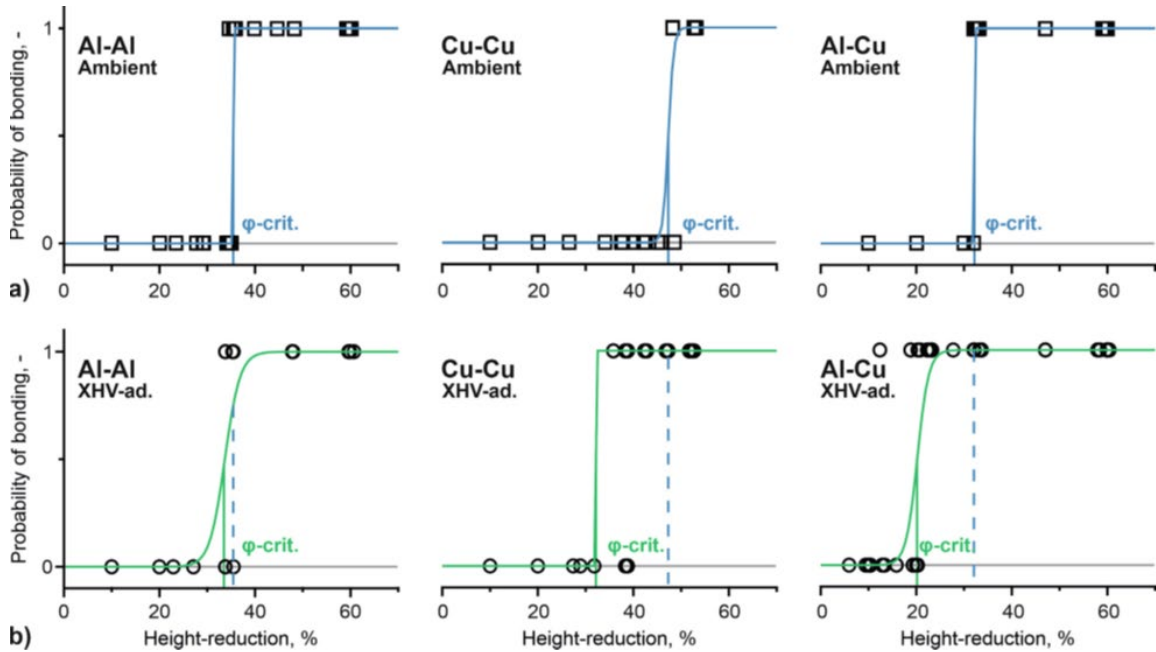 Probability of bonding, -
1
0
Al-Al
Ambient
φ-crit.
0 20 40 60
Cu-Cu
Ambient
φ-crit.
0 20 40 60
Al-Cu
Ambient
φ-crit.
0 20 40 60
a)
Probability of bonding, -
1
0
Al-Al
XHV-ad.
φ-crit.
0 20 40 60
Height-reduction, %
Cu-Cu
XHV-ad.
φ-crit.
0 20 40 60
Height-reduction, %
Al-Cu
XHV-ad.
φ-crit.
0 20 40 60
Height-reduction, %
b)